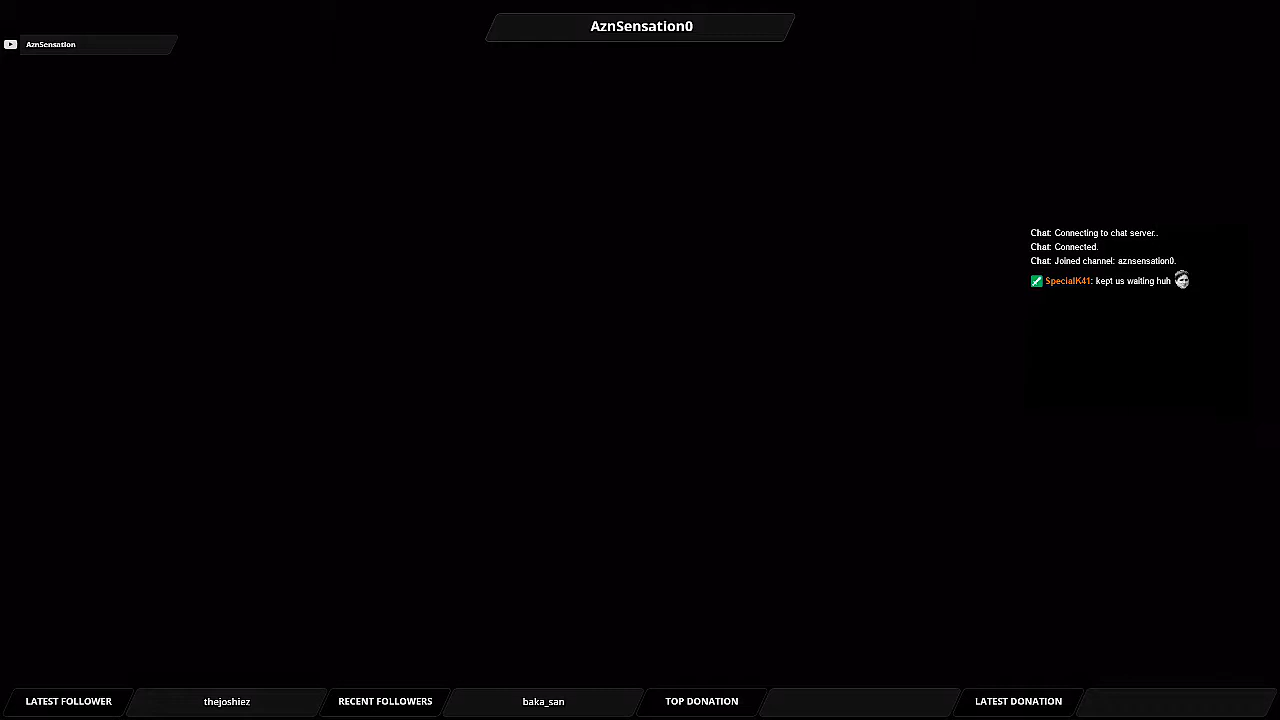 AznSensation0
AznSensation
Chat: Connecting to chat server..
Chat: Connected.
Chat: Joined channel: aznsensation0.
SpecialK41: kept us waiting huh
LATEST FOLLOWER thejoshiez RECENT FOLLOWERS baka_san TOP DONATION LATEST DONATION